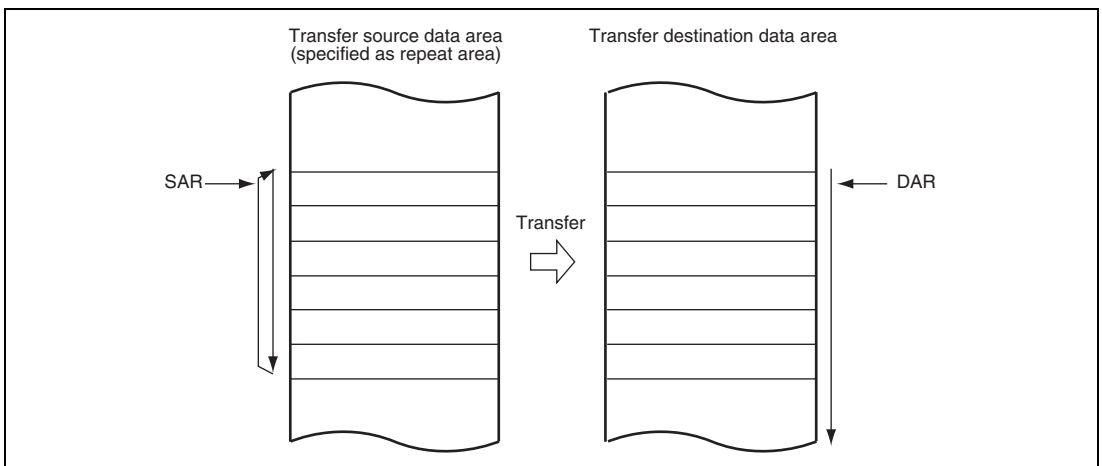 Transfer source data area
(specified as repeat area)
Transfer destination data area
SAR
Transfer
DAR